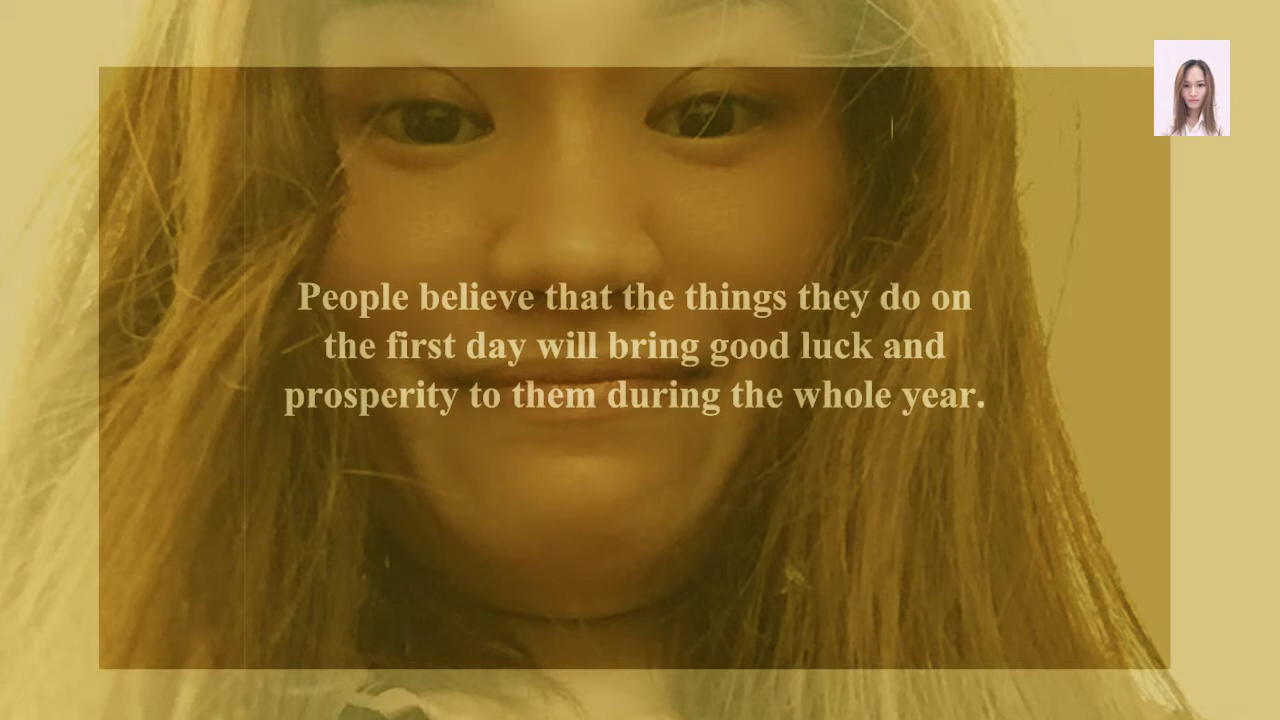 People believe that the things they do on
the first day will bring good luck and
prosperity to them during the whole year.